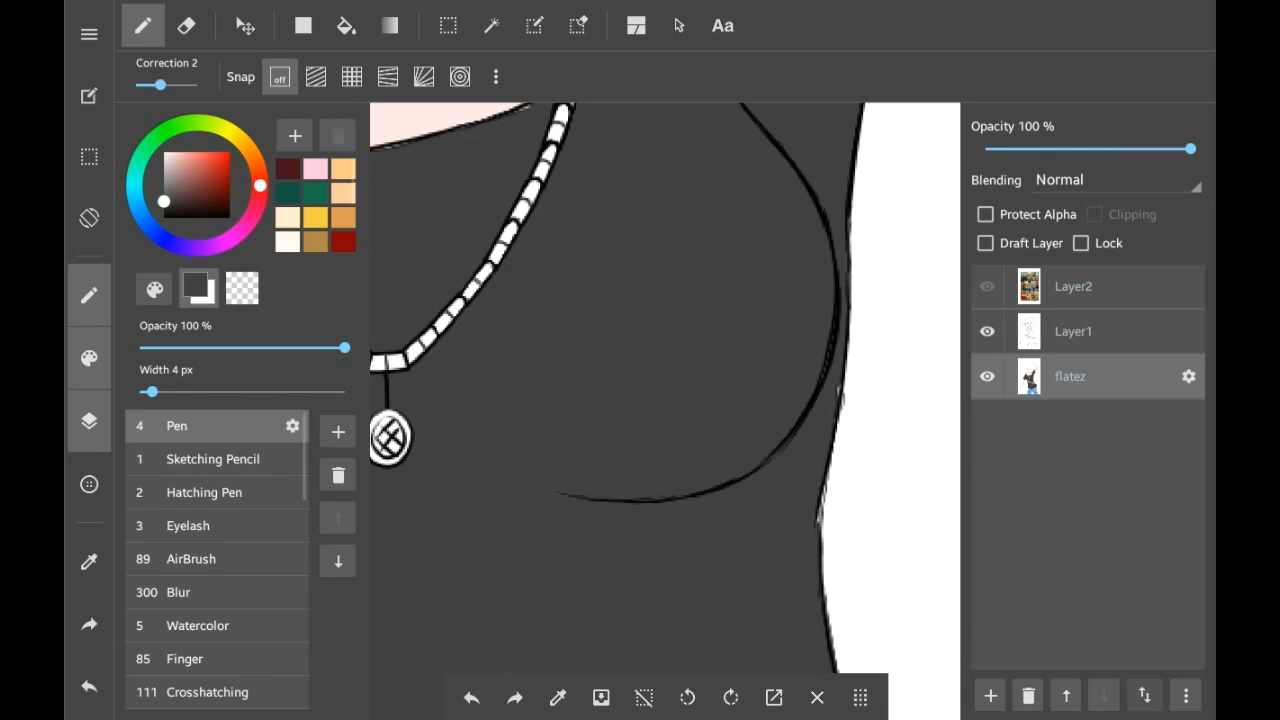 Aa
Correction 2
Snap
off
Opacity 100 %
Blending Normal
Protect Alpha
Clipping
Draft Layer
Lock
Layer2
Layer1
flatez
Opacity 100 %
Width 4 px
4 Pen
1 Sketching Pencil
2 Hatching Pen
3 Eyelash
89 AirBrush
300 Blur
5 Watercolor
85 Finger
111 Crosshatching